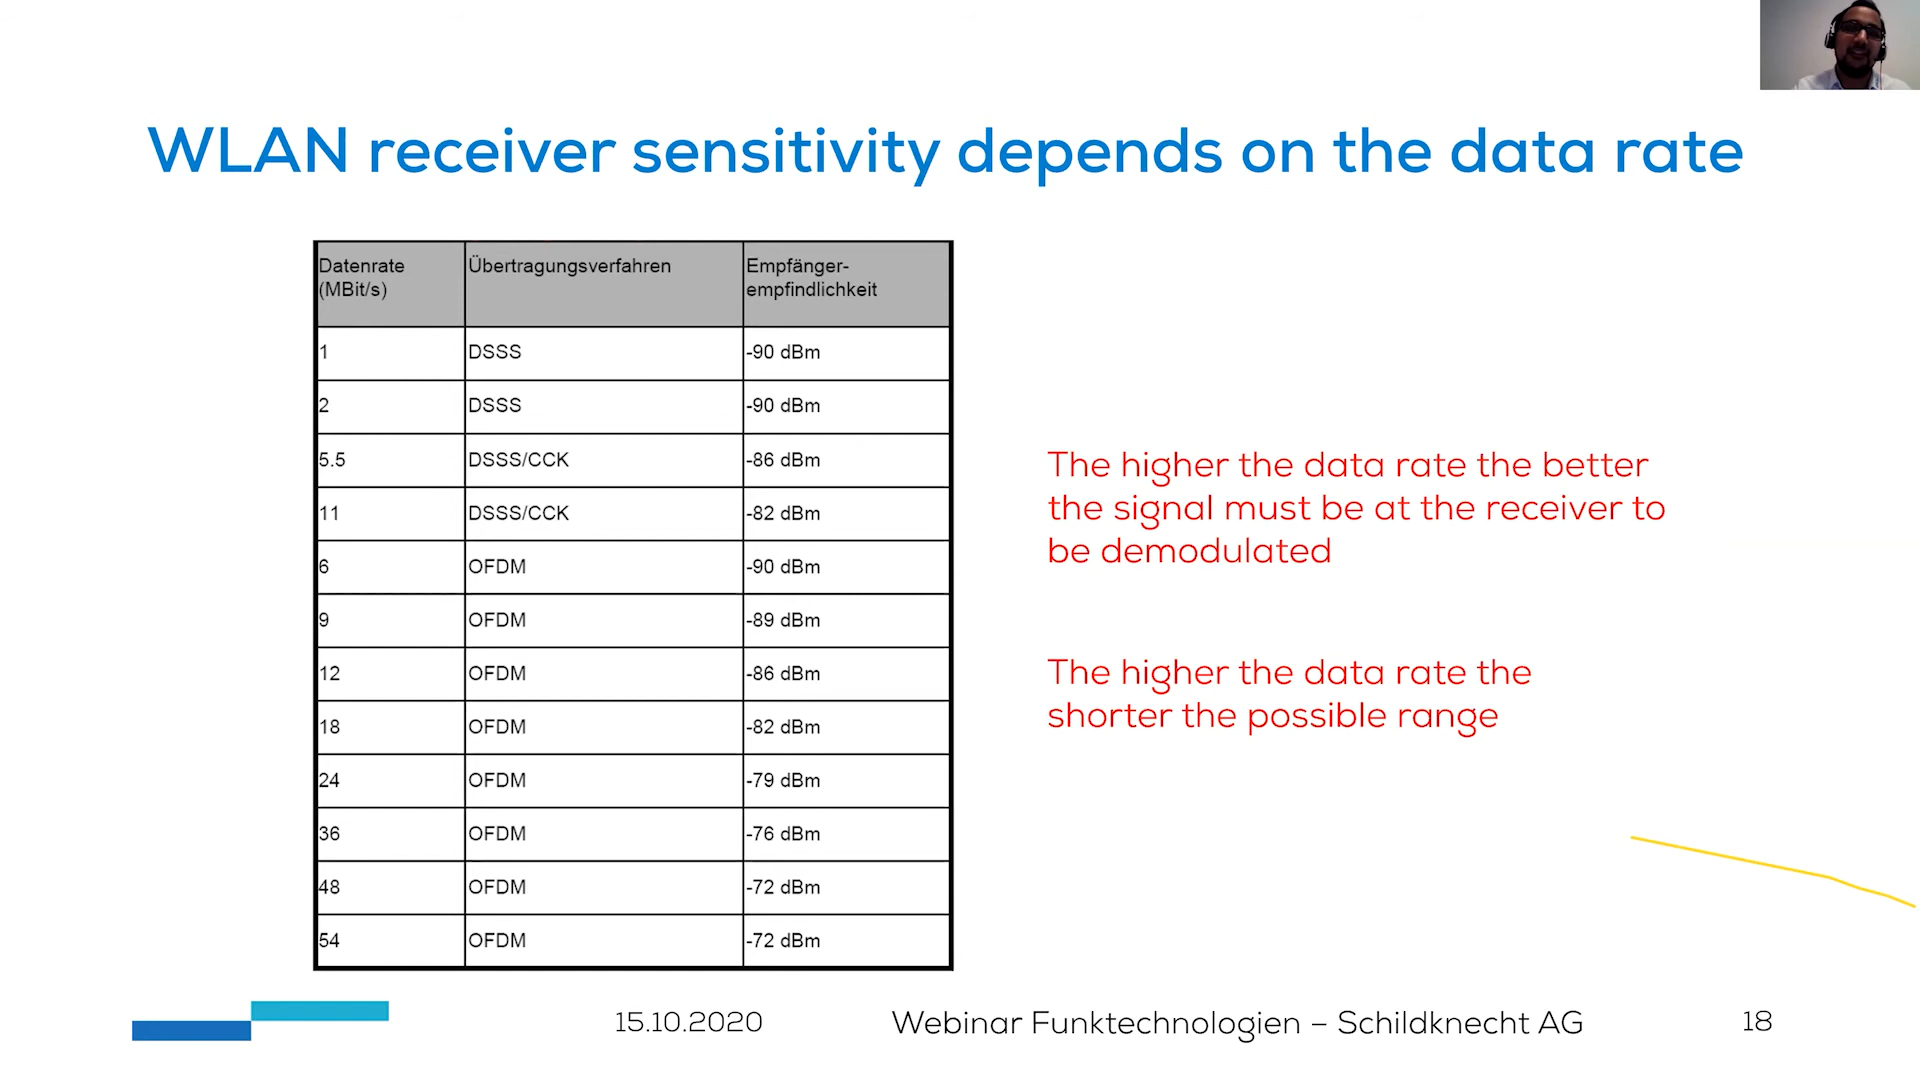 WLAN receiver sensitivity depends on the data rate
Datenrate (MBit/s) Übertragungsverfahren Empfänger-empfindlichkeit
1 DSSS -90 dBm
2 DSSS -90 dBm
5.5 DSSS/CCK -86 dBm
11 DSSS/CCK -82 dBm
6 OFDM -90 dBm
9 OFDM -89 dBm
12 OFDM -86 dBm
18 OFDM -82 dBm
24 OFDM -79 dBm
36 OFDM -76 dBm
48 OFDM -72 dBm
54 OFDM -72 dBm
The higher the data rate the better
the signal must be at the receiver to
be demodulated
The higher the data rate the
shorter the possible range
15.10.2020 Webinar Funktechnologien – Schildknecht AG 18